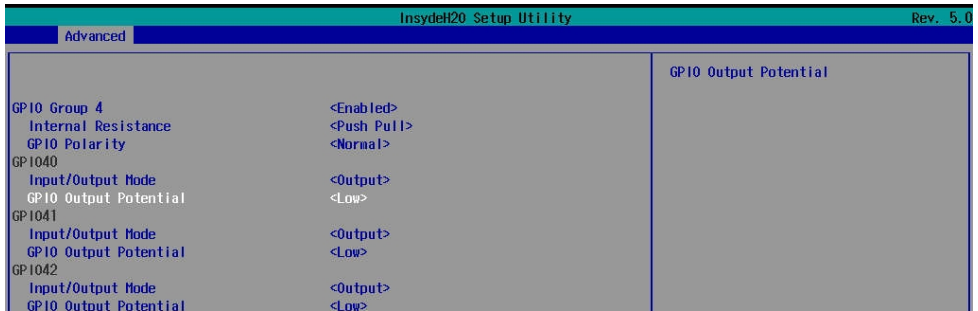 InsydeH20 Setup Utility Rev. 5.0
Advanced
GPIO Output Potential
GPIO Group 4 <Enabled>
Internal Resistance <Push Pull>
GPIO Polarity <Normal>
GPIO40
Input/Output Mode <Output>
GPIO Output Potential <Low>
GPIO41
Input/Output Mode <Output>
GPIO Output Potential <Low>
GPIO42
Input/Output Mode <Output>
GPIO Output Potential <Low>